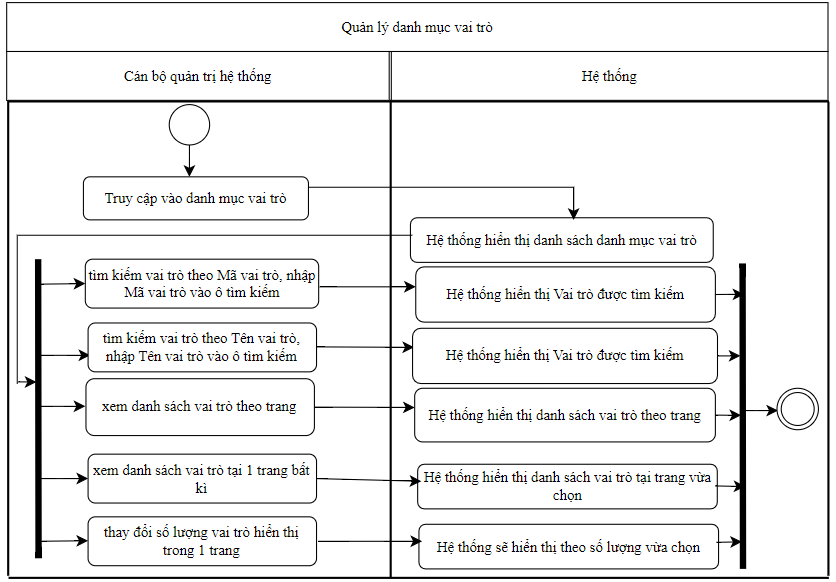 Quản lý danh mục vai trò
Cán bộ quản trị hệ thống
Hệ thống
Truy cập vào danh mục vai trò
Hệ thống hiển thị danh sách danh mục vai trò
tìm kiếm vai trò theo Mã vai trò, nhập
Mã vai trò vào ô tìm kiếm
Hệ thống hiển thị Vai trò được tìm kiếm
tìm kiếm vai trò theo Tên vai trò,
nhập Tên vai trò vào ô tìm kiếm
Hệ thống hiển thị Vai trò được tìm kiếm
xem danh sách vai trò theo trang
Hệ thống hiển thị danh sách vai trò theo trang
xem danh sách vai trò tại 1 trang bất
kì
Hệ thống hiển thị danh sách vai trò tại trang vừa
chọn
thay đổi số lượng vai trò hiển thị
trong 1 trang
Hệ thống sẽ hiển thị theo số lượng vừa chọn